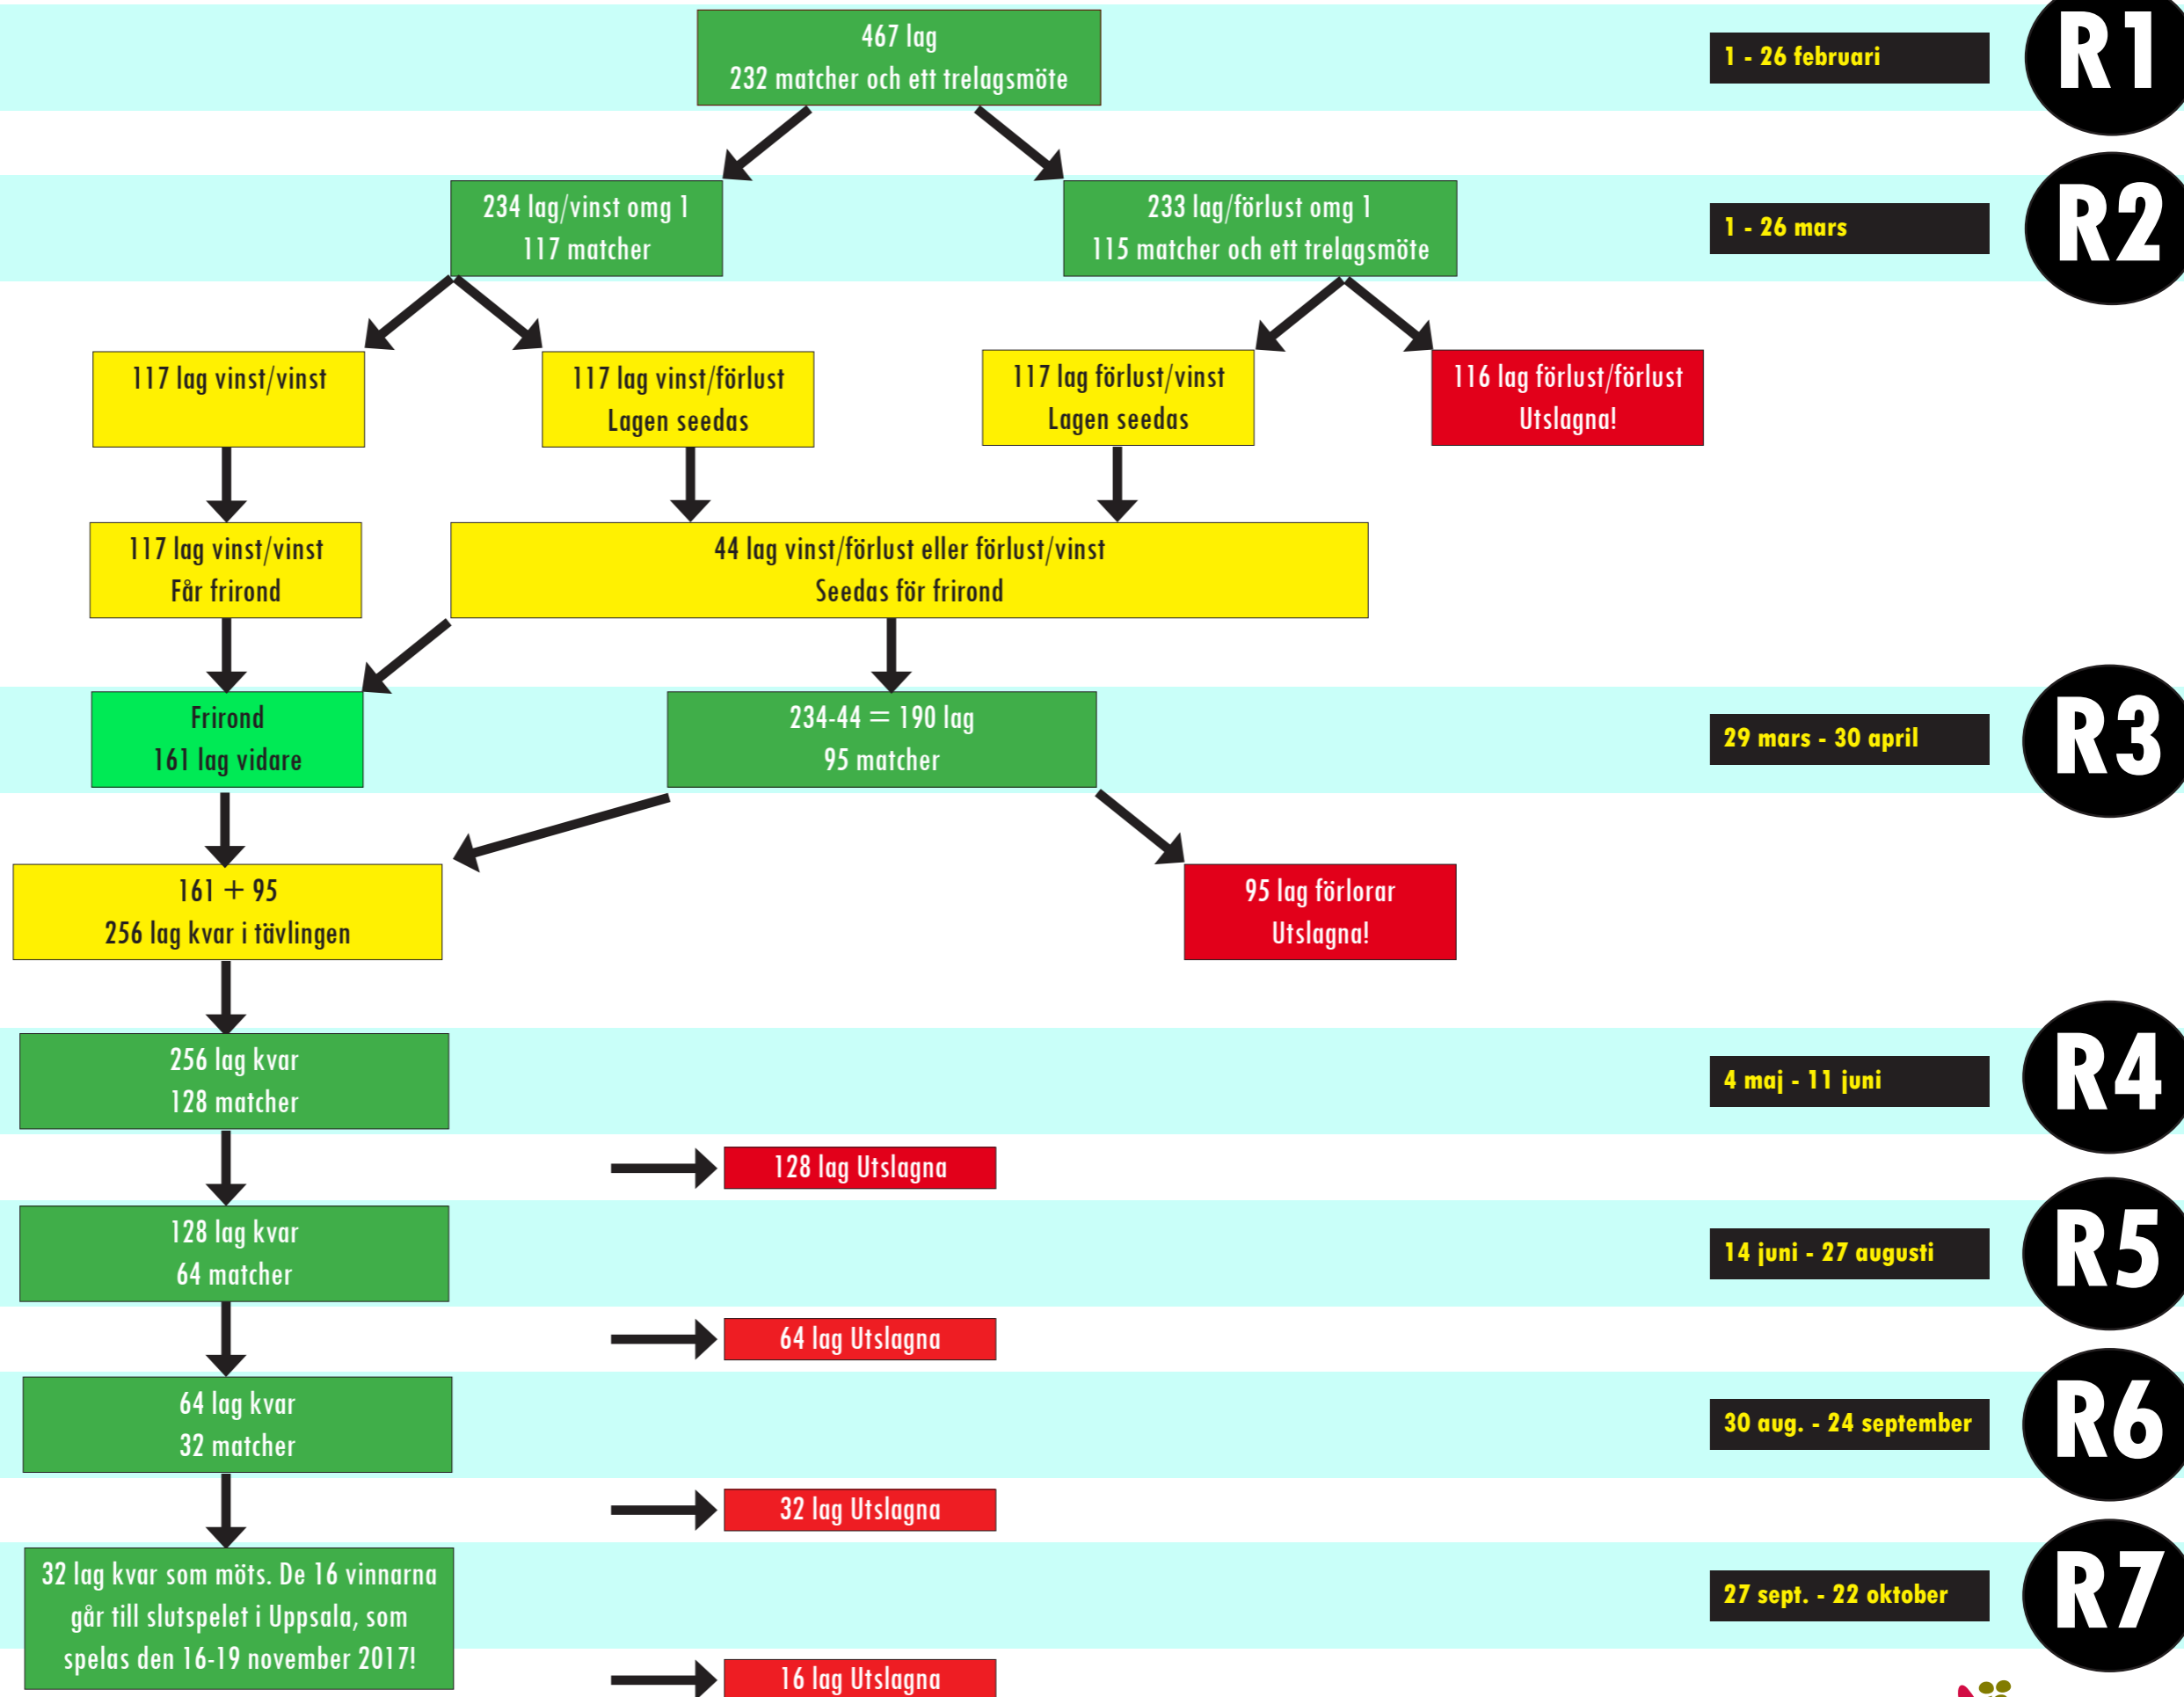 467 lag
232 matcher och ett trelagsmöte
1 - 26 februari
R1
234 lag/vinst omg 1
117 matcher
233 lag/förlust omg 1
115 matcher och ett trelagsmöte
1 - 26 mars
R2
117 lag vinst/vinst
117 lag vinst/förlust
Lagen seedas
117 lag förlust/vinst
Lagen seedas
116 lag förlust/förlust
Utslagna!
117 lag vinst/vinst
Får frirond
44 lag vinst/förlust eller förlust/vinst
Seedas för frirond
Frirond
161 lag vidare
234-44 = 190 lag
95 matcher
29 mars - 30 april
R3
161 + 95
256 lag kvar i tävlingen
95 lag förlorar
Utslagna!
256 lag kvar
128 matcher
4 maj - 11 juni
R4
128 lag Utslagna
128 lag kvar
64 matcher
14 juni - 27 augusti
R5
64 lag Utslagna
64 lag kvar
32 matcher
30 aug. - 24 september
R6
32 lag Utslagna
32 lag kvar som möts. De 16 vinnarna
går till slutspelet i Uppsala, som
spelas den 16-19 november 2017!
27 sept. - 22 oktober
R7
16 lag Utslagna